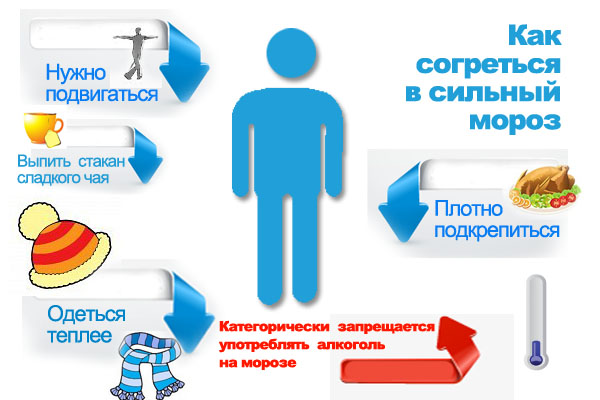 Как
согреться
в сильный
мороз
Нужно
подвигаться
Выпить стакан
сладкого чая
Плотно
подкрепиться
Одеться
теплее
Категорически запрещается
употреблять алкоголь
на морозе